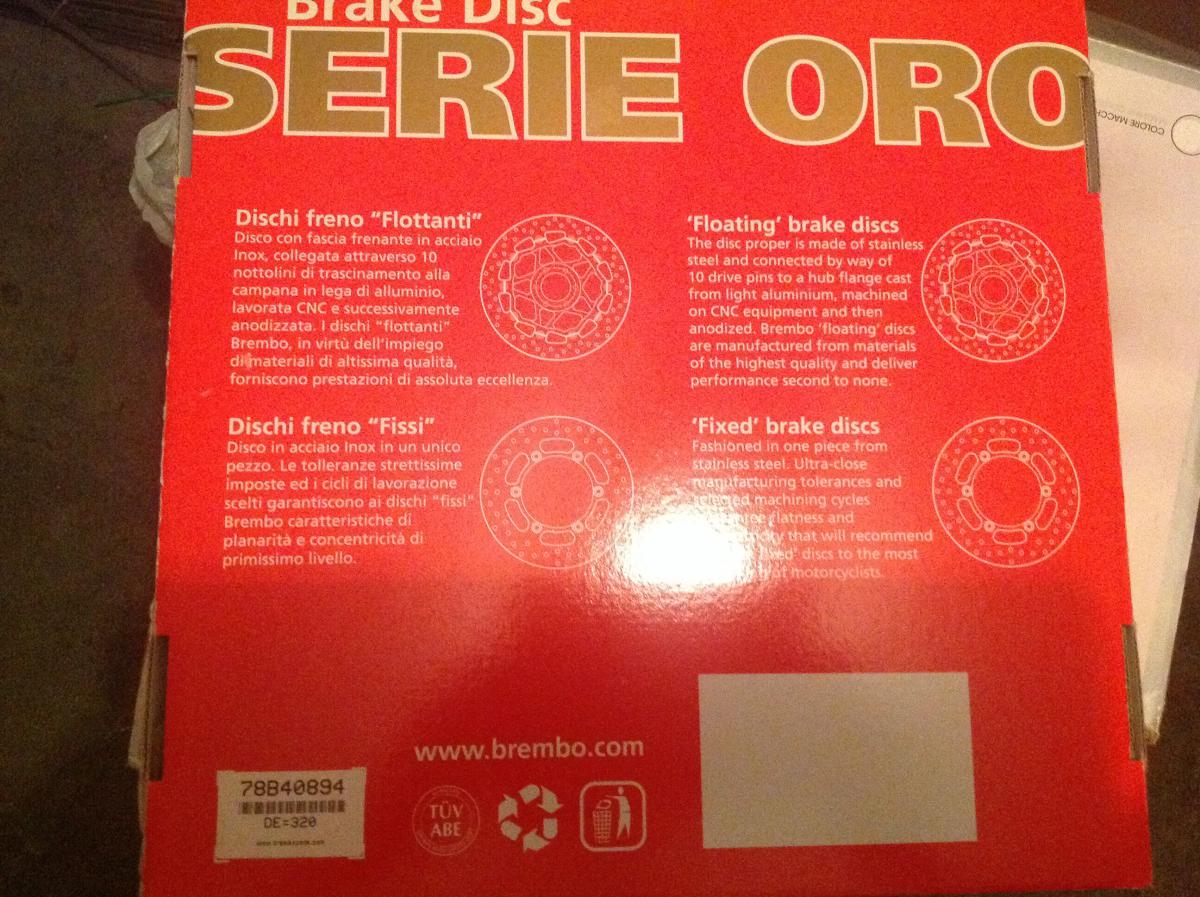 Brake Disc
SERIE ORO
Dischi freno “Flottanti”
Disco con fascia frenante in acciaio
Inox, collegata attraverso 10
nottolini di trascinamento alla
campana in lega di alluminio,
lavorata CNC e successivamente
anodizzata. I dischi “flottanti”
Brembo, in virtù dell’impiego
di materiali di altissima qualità,
forniscono prestazioni di assoluta eccellenza.
‘Floating’ brake discs
The disc proper is made of stainless
steel and connected by way of
10 drive pins to a hub flange cast
from light aluminium, machined
on CNC equipment and then
anodized. Brembo ‘floating’ discs
are manufactured from materials
of the highest quality and deliver
performance second to none.
Dischi freno “Fissi”
Disco in acciaio Inox in un unico
pezzo. Le tolleranze strettissime
imposte ed i cicli di lavorazione
scelti garantiscono ai dischi “fissi”
Brembo caratteristiche di
planarità e concentricità di
primissimo livello.
‘Fixed’ brake discs
Fashioned in one piece from
stainless steel. Ultra-close
manufacturing tolerances and
selected machining cycles
flatness and
that will recommend
‘fixed’ discs to the most
of motorcyclists.
www.brembo.com
78B40894
DE=320
TÜV
ABE
COLORE